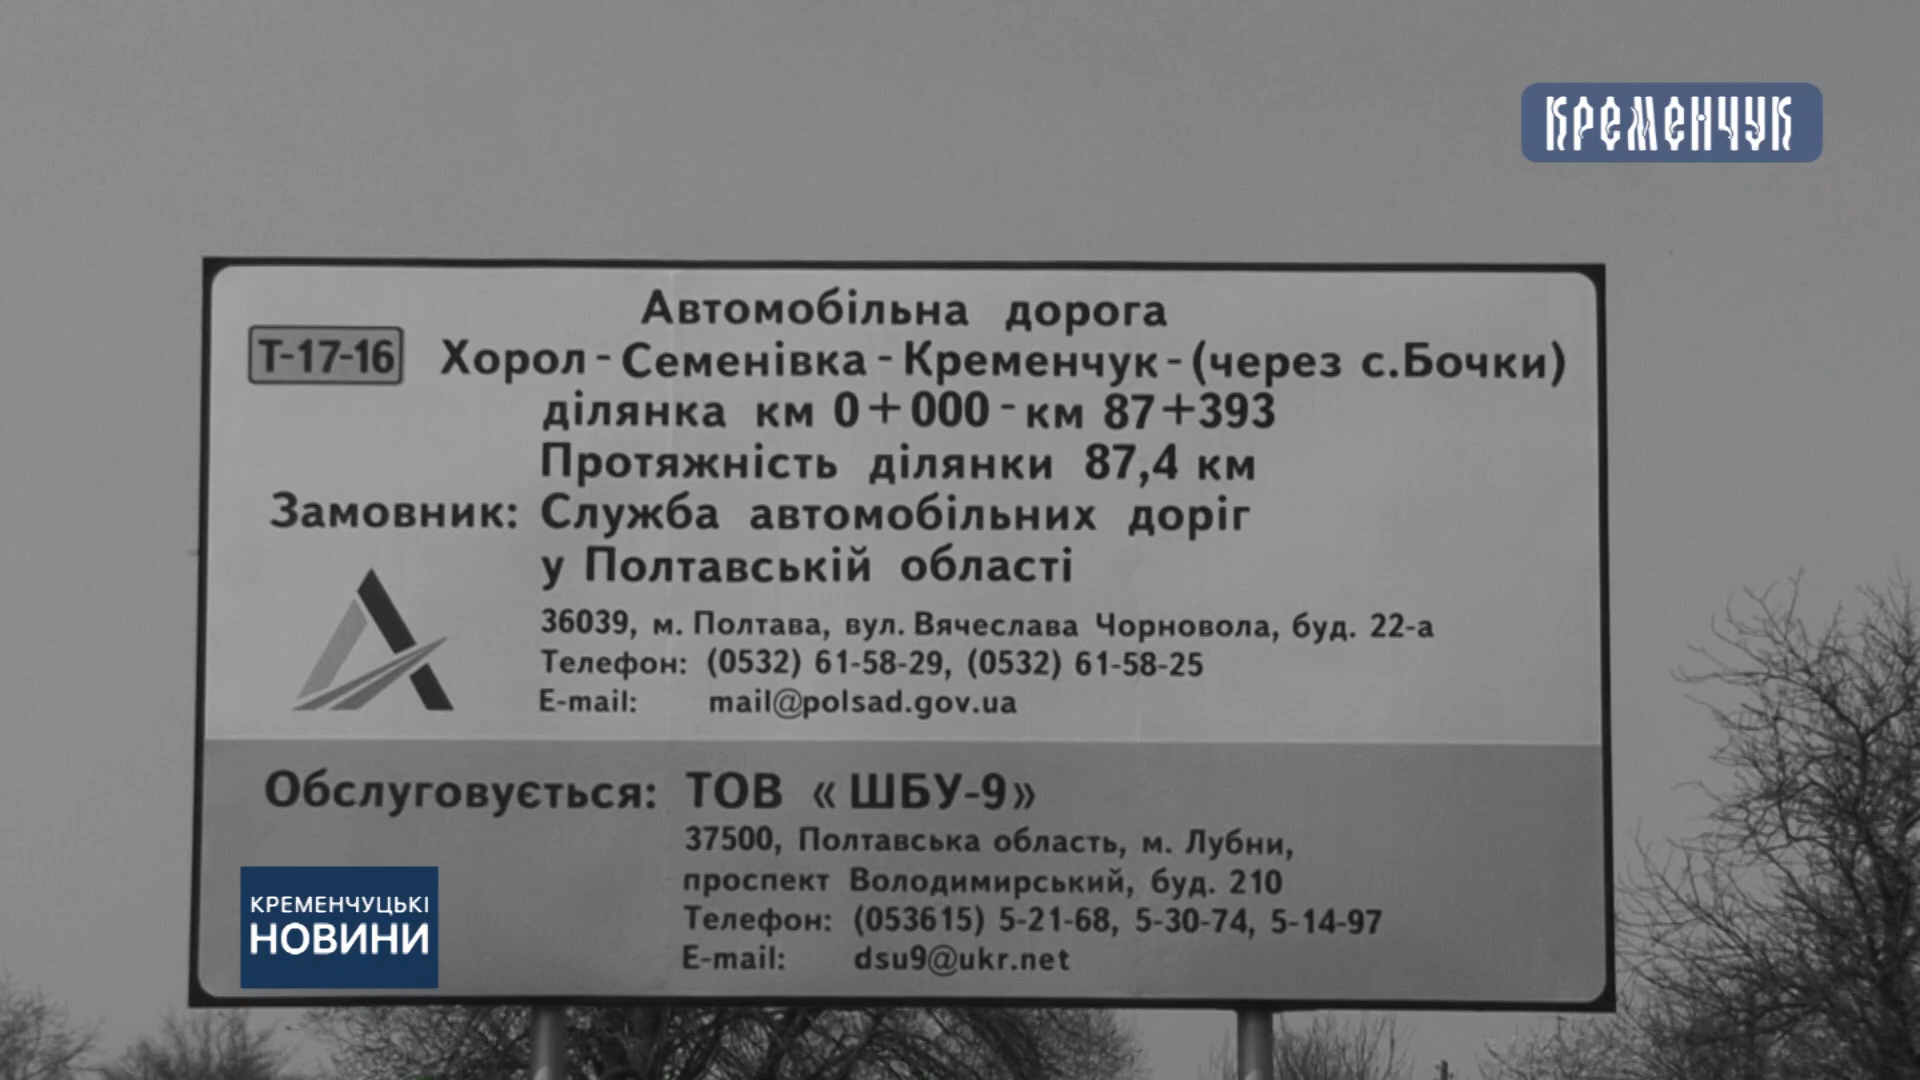 КРЕМЕНЧУК
Автомобільна дорога
Т-17-16 Хорол - Семенівка - Кременчук - (через с.Бочки)
ділянка км 0+000 - км 87+393
Протяжність ділянки 87,4 км
Замовник: Служба автомобільних доріг
у Полтавській області
36039, м. Полтава, вул. Вячеслава Чорновола, буд. 22-а
Телефон: (0532) 61-58-29, (0532) 61-58-25
E-mail: mail@polsad.gov.ua
Обслуговується: ТОВ « ШБУ-9»
37500, Полтавська область, м. Лубни,
проспект Володимирський, буд. 210
Телефон: (053615) 5-21-68, 5-30-74, 5-14-97
E-mail: dsu9@ukr.net
КРЕМЕНЧУЦЬКІ
НОВИНИ